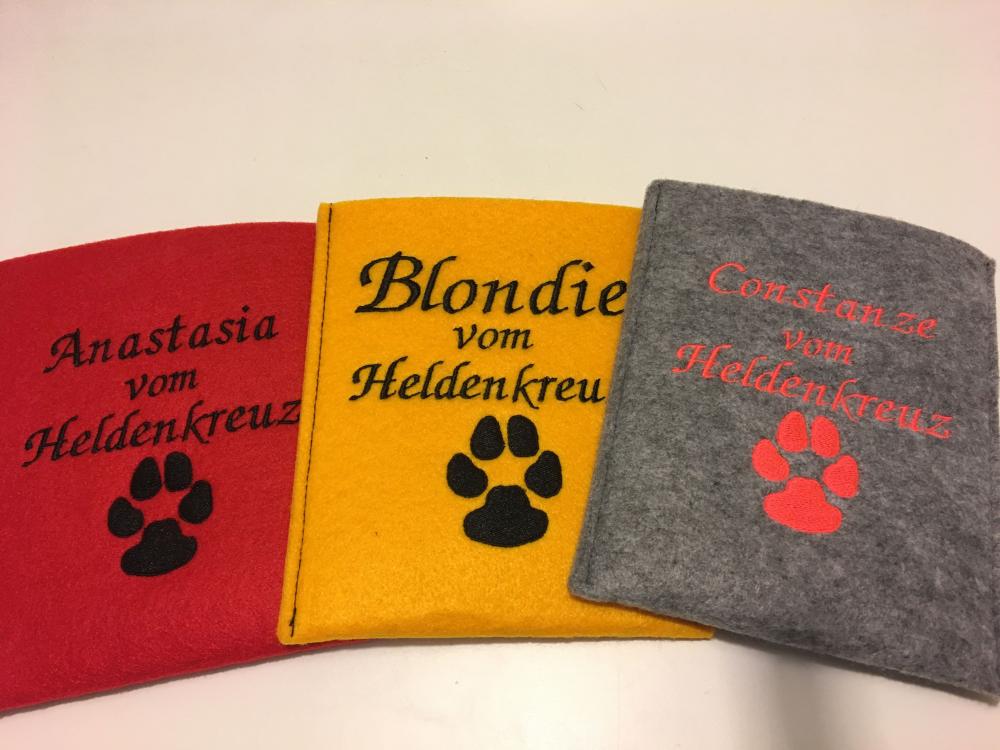 Anastasia
vom
Heldenkreuz
Blondie
vom
Heldenkreu
Constanze
vom
Heldenkreuz